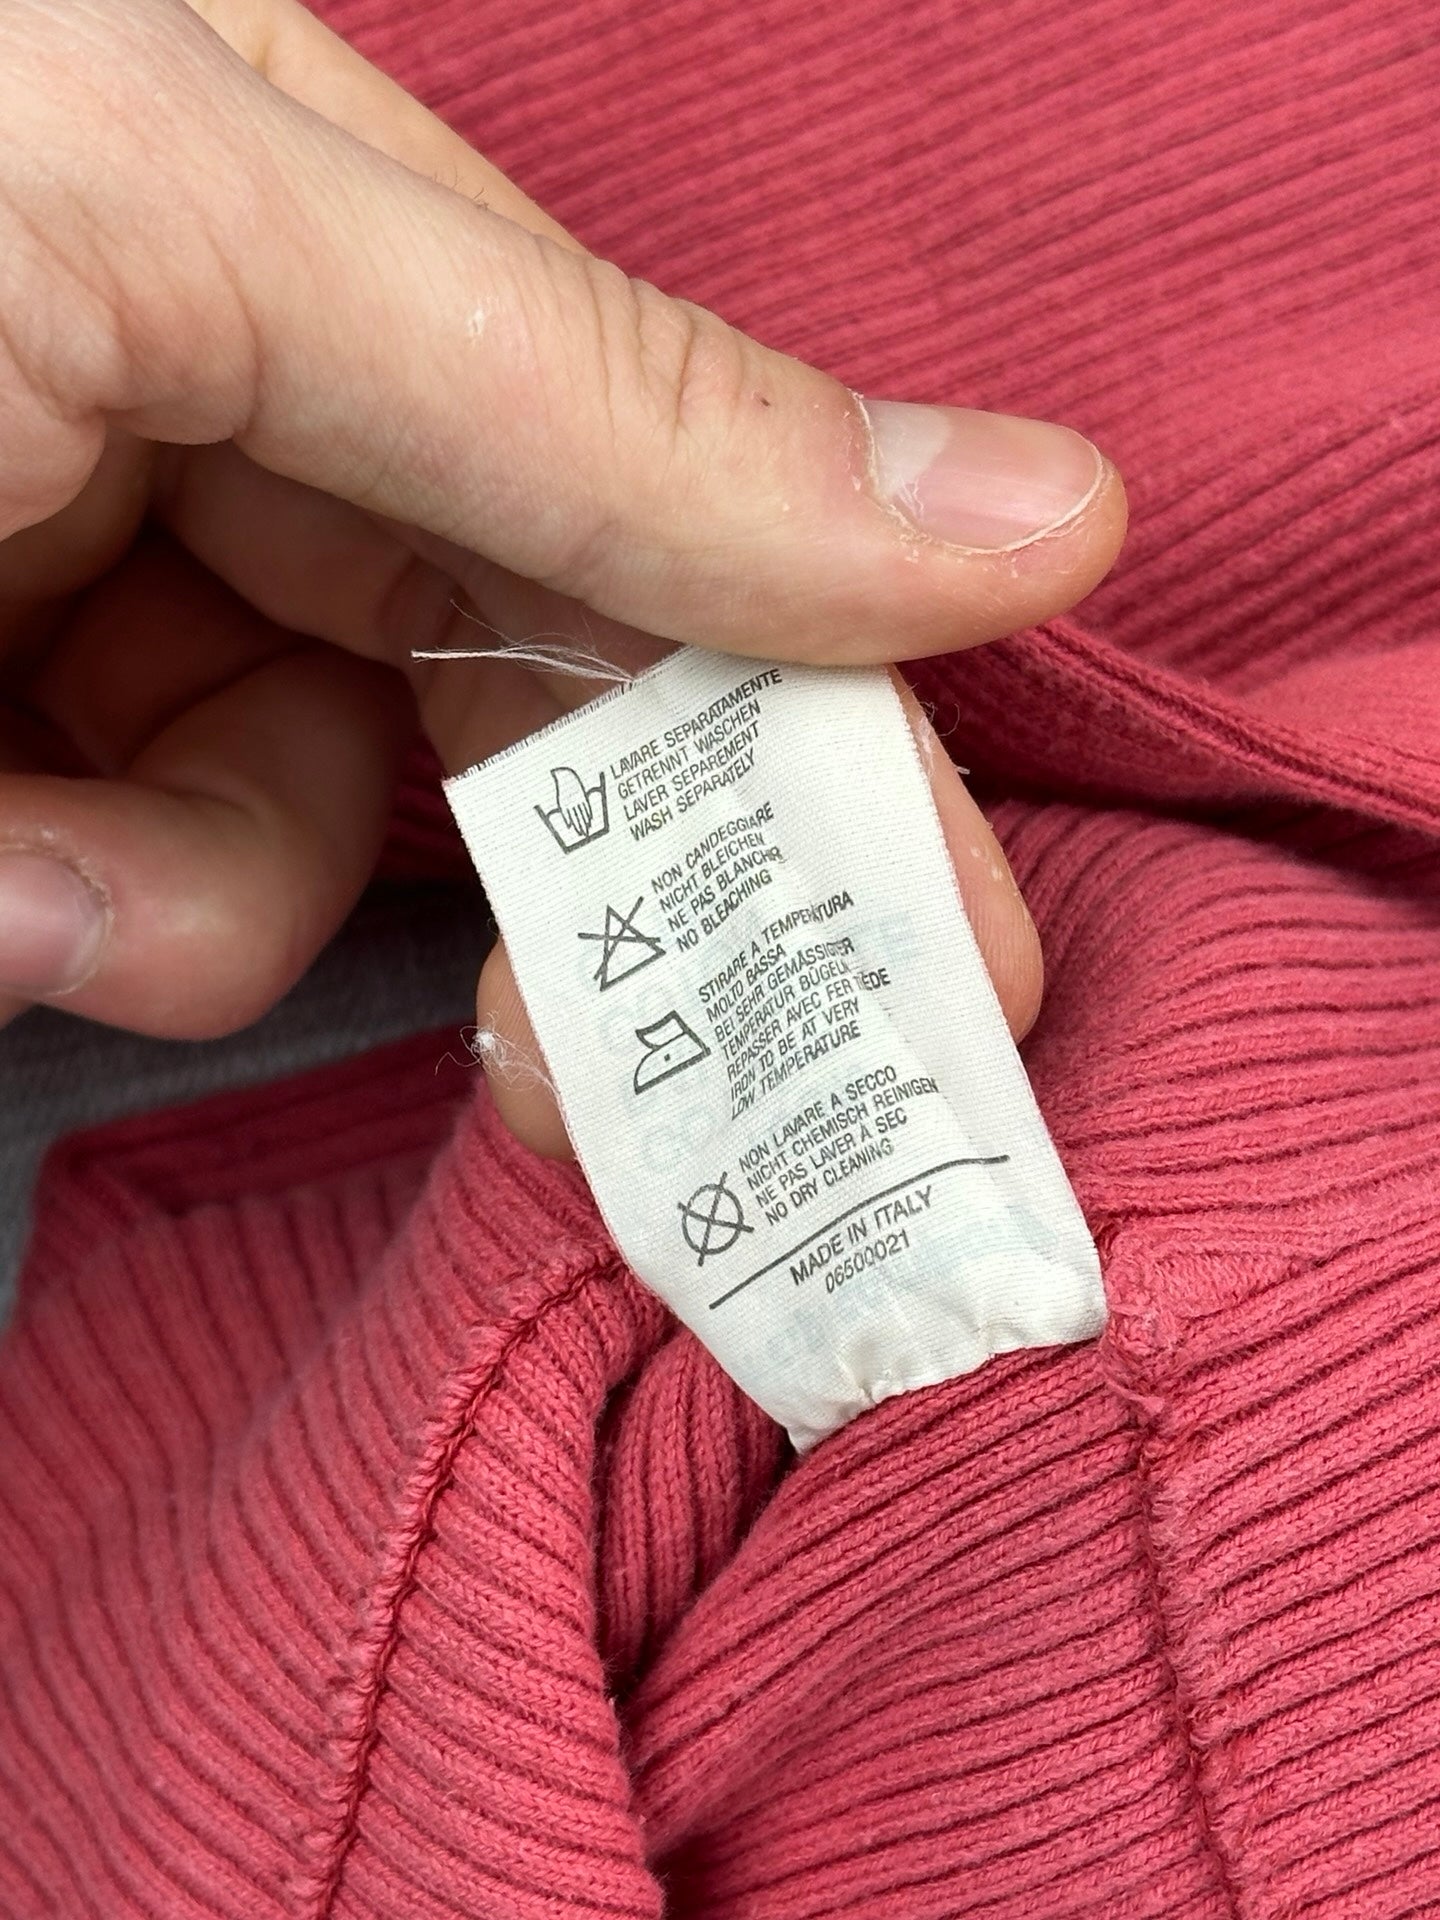 LAVARE SEPARATAMENTE
GETRENNT WASCHEN
LAVER SEPAREMENT
WASH SEPARATELY
NON CANDEGGIARE
NICHT BLEICHEN
NE PAS BLANCHIR
NO BLEACHING
STIRARE A TEMPERATURA
MOLTO BASSA
BEI SEHR GEMÄSSIGTER
TEMPERATUR BÜGELN
REPASSER AVEC FER TIEDE
IRON TO BE AT VERY
LOW TEMPERATURE
NON LAVARE A SECCO
NICHT CHEMISCH REINIGEN
NE PAS LAVER À SEC
NO DRY CLEANING
MADE IN ITALY
06500021